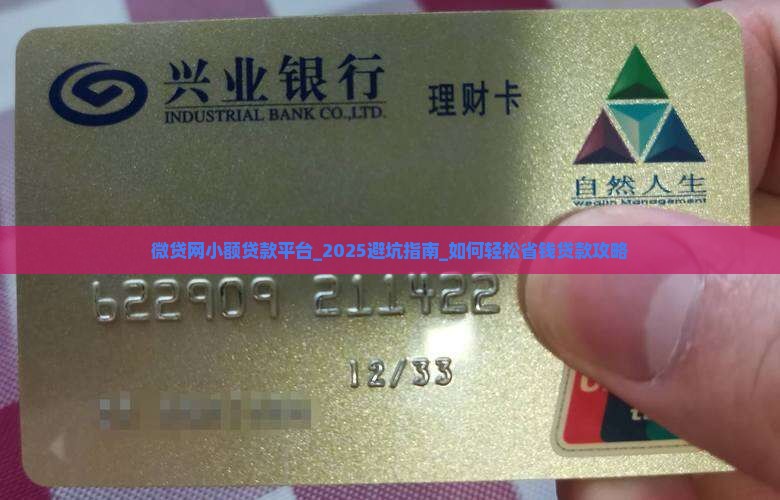 兴业银行
INDUSTRIAL BANK CO.,LTD.
理财卡
自然人生
Wealth Management
微贷网小额贷款平台_2025避坑指南_如何轻松省钱贷款攻略
622909 211422
12/33